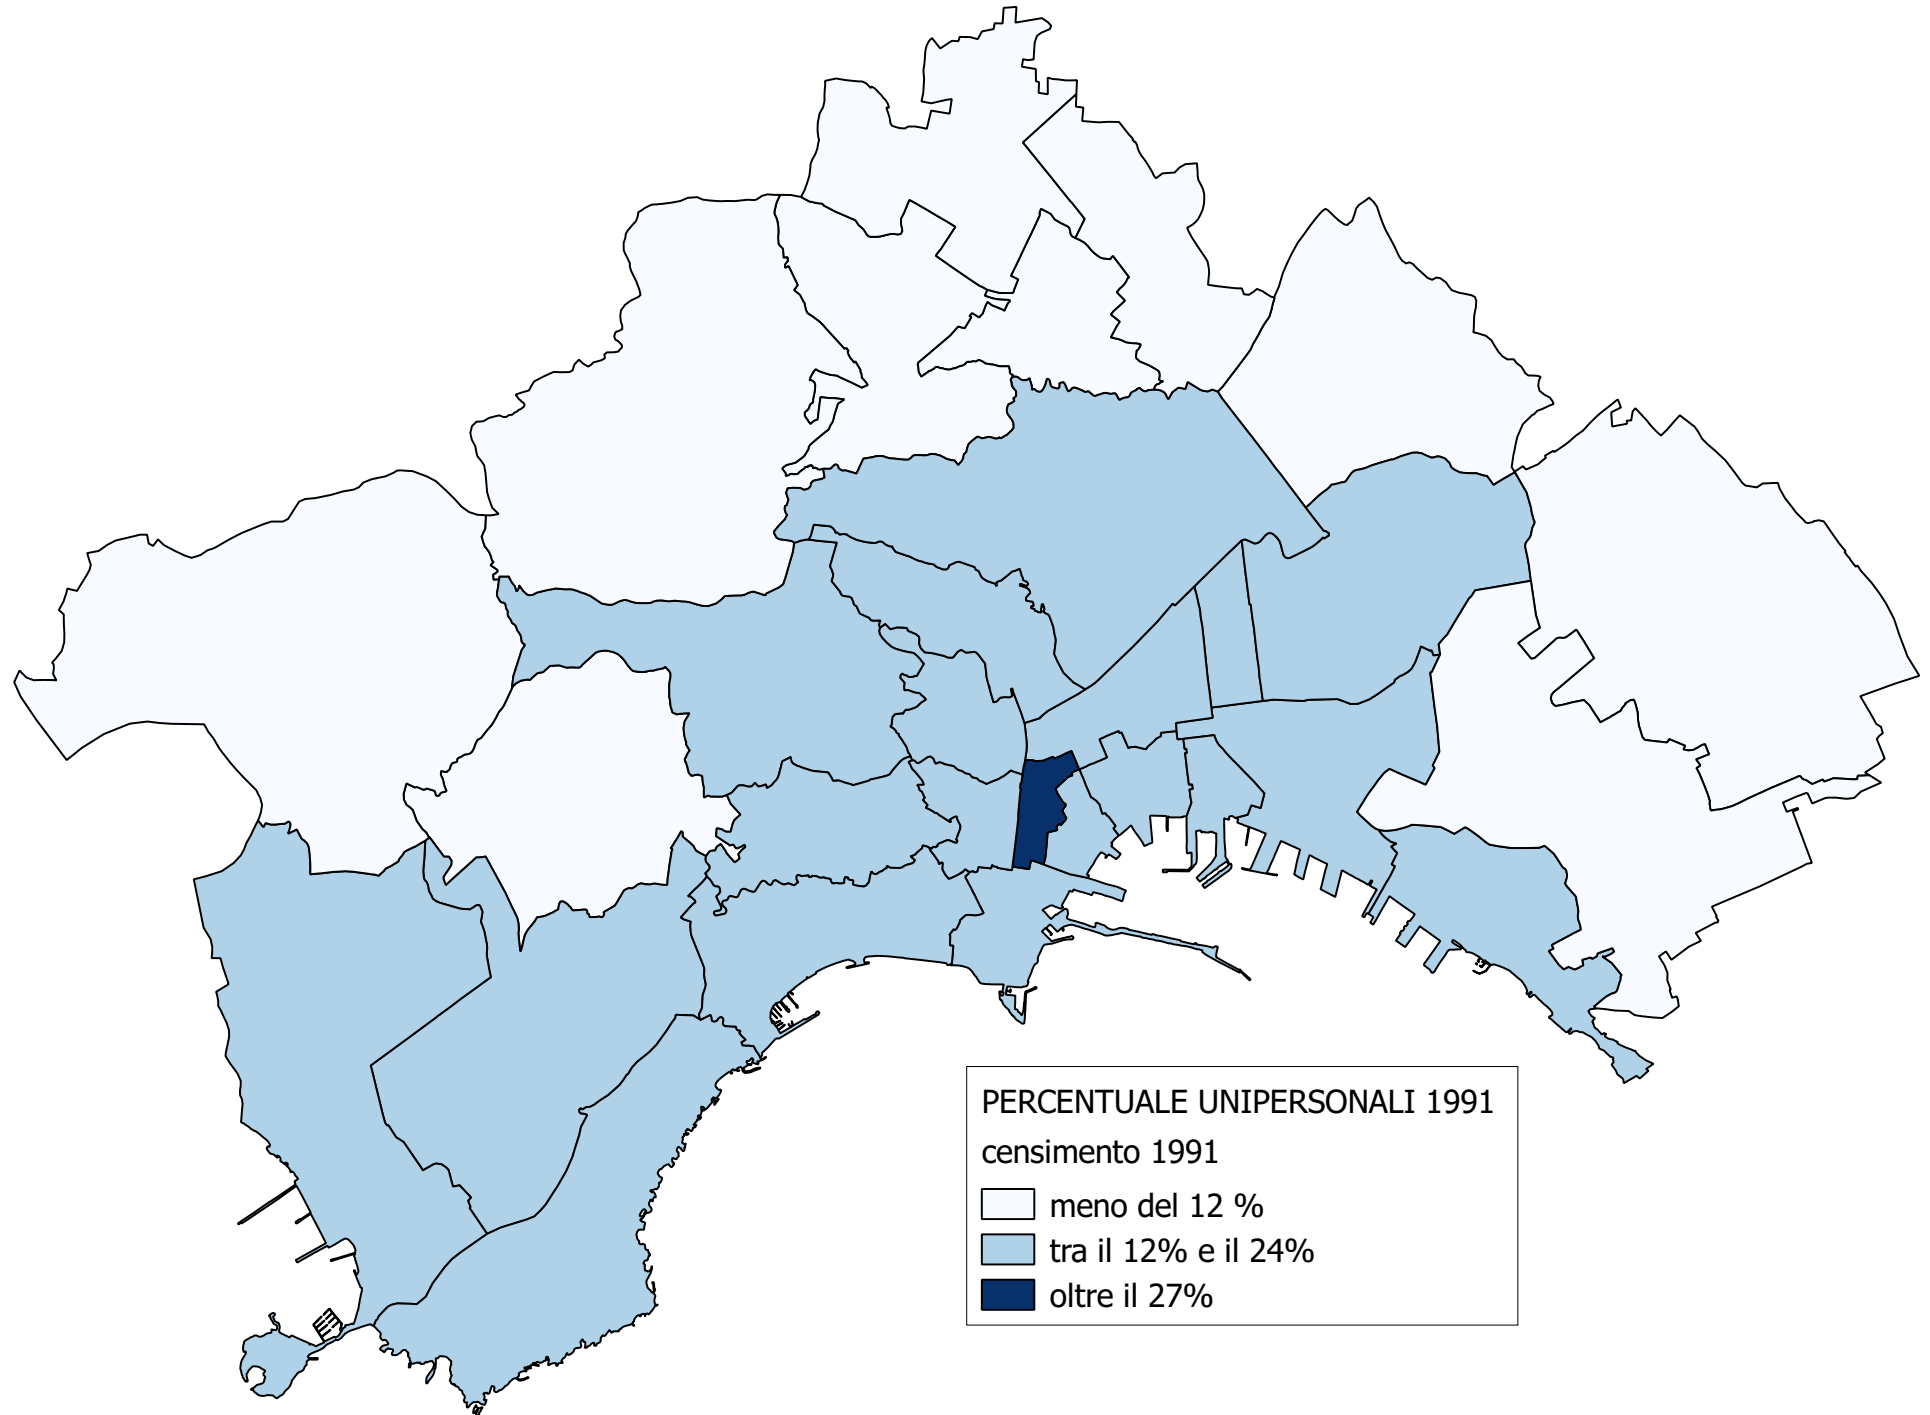 PERCENTUALE UNIPERSONALI 1991
censimento 1991
meno del 12 %
tra il 12% e il 24%
oltre il 27%